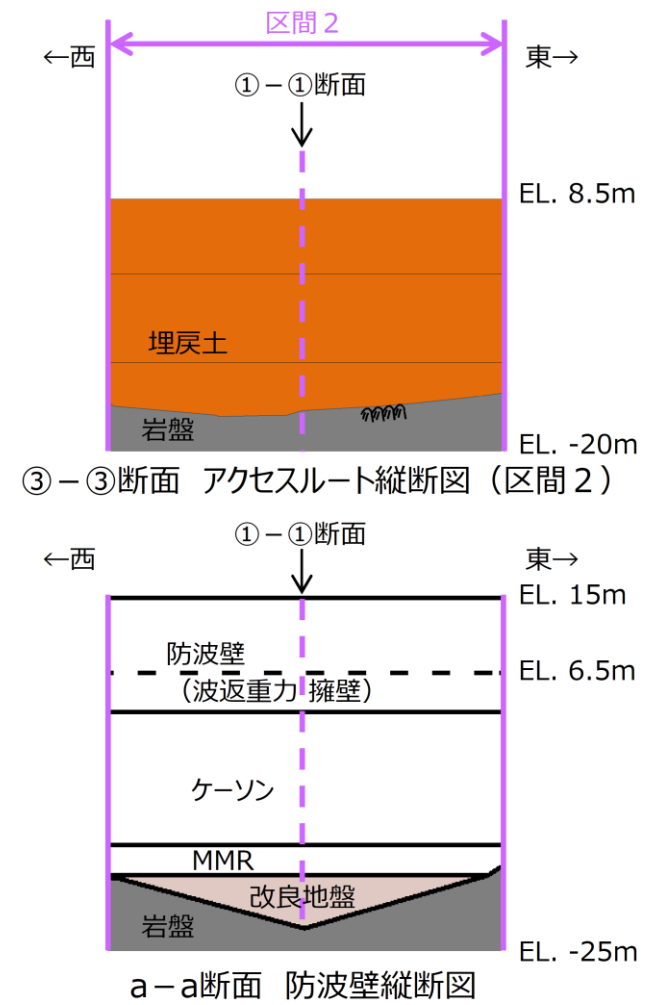 区間２
←西
東→
①－①断面
EL. 8.5m
埋戻土
岩盤
EL. -20m
③－③断面 アクセスルート縦断図（区間２）
①－①断面
←西
東→
EL. 15m
防波壁
EL. 6.5m
（波返重力 擁壁）
ケーソン
MMR
改良地盤
岩盤
EL. -25m
a－a断面 防波壁縦断図